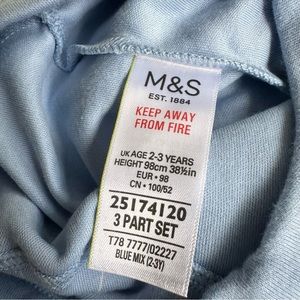 M&S
EST. 1884
KEEP AWAY
FROM FIRE
UK AGE 2-3 YEARS
HEIGHT 98cm 38½in
EUR • 98
CN • 100/52
25174120
3 PART SET
T78 7777/02227
BLUE MIX (2-3Y)